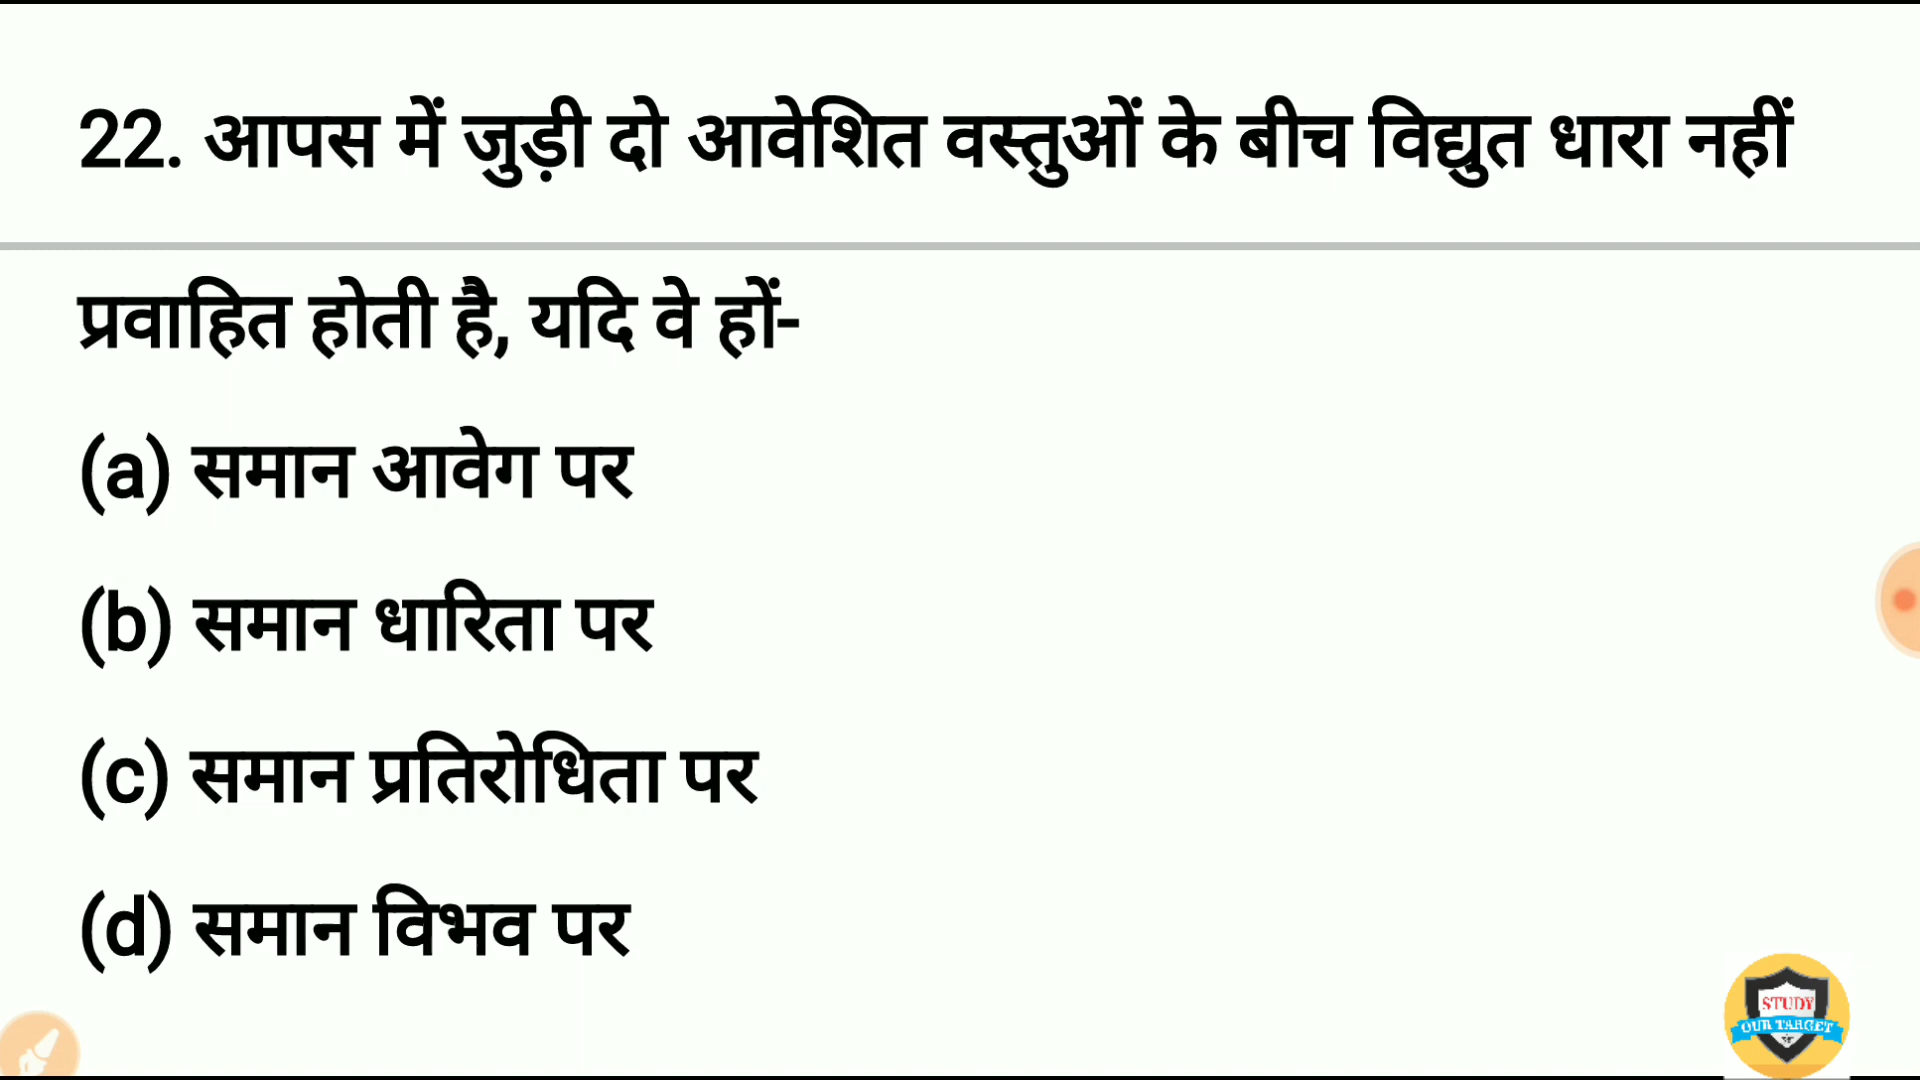 22. आपस में जुड़ी दो आवेशित वस्तुओं के बीच विद्युत धारा नहीं
प्रवाहित होती है, यदि वे हों-
(a) समान आवेग पर
(b) समान धारिता पर
(c) समान प्रतिरोधिता पर
(d) समान विभव पर
STUDY
OUR TARGET